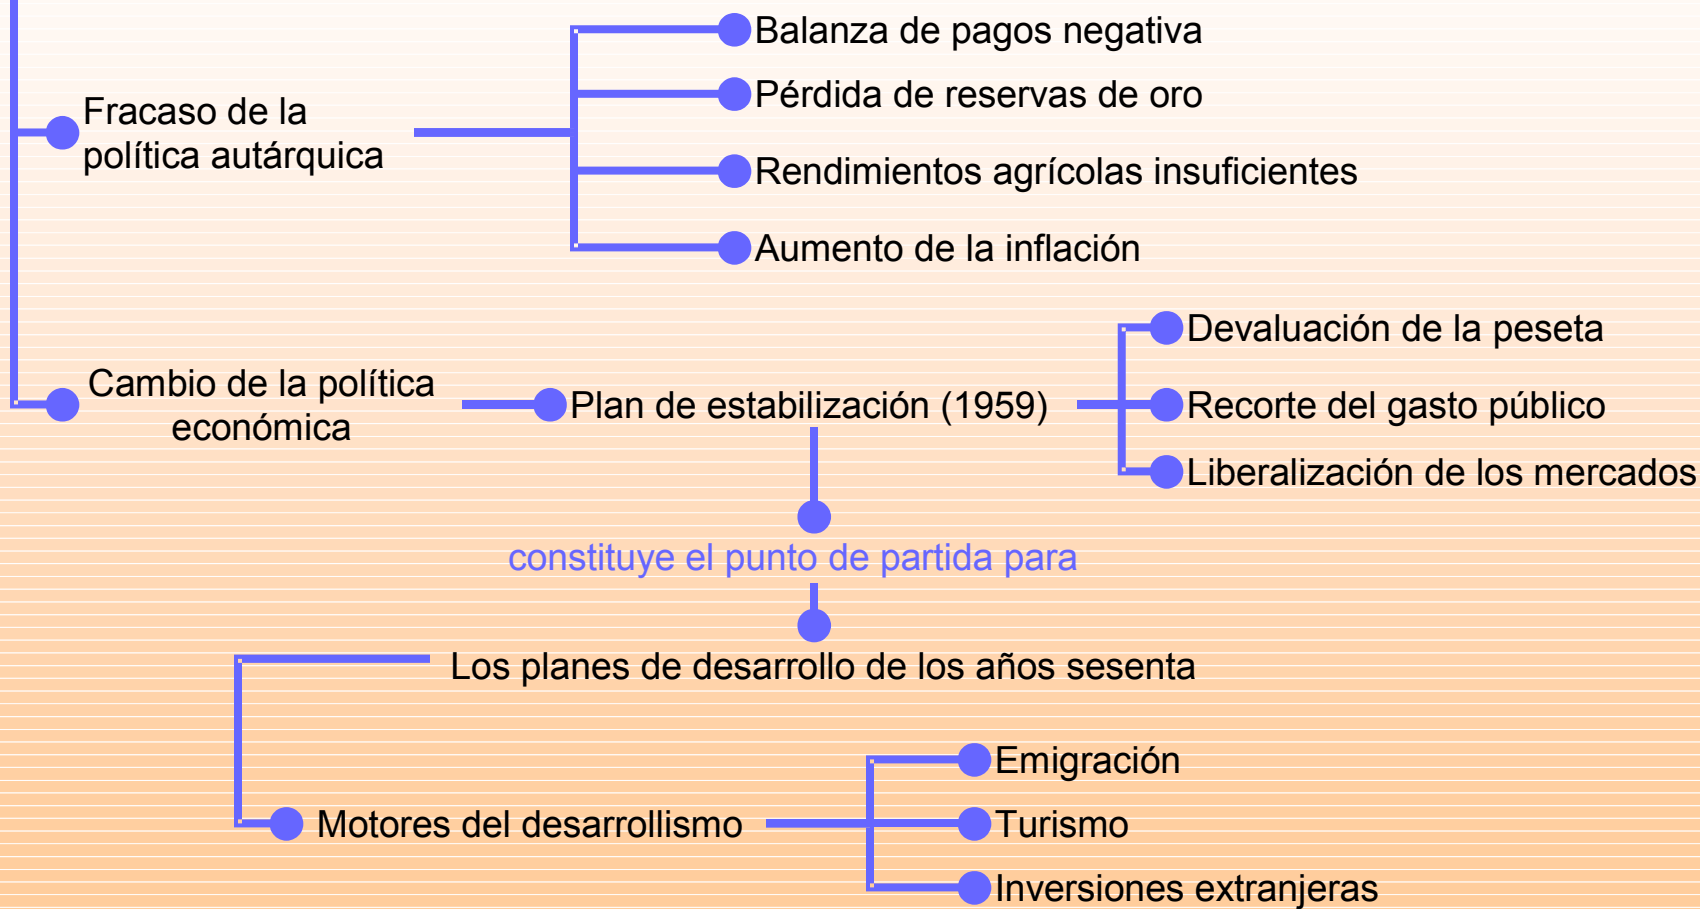 Balanza de pagos negativa
Pérdida de reservas de oro
Fracaso de la
política autárquica
Rendimientos agrícolas insuficientes
Aumento de la inflación
Devaluación de la peseta
Cambio de la política
económica
Plan de estabilización (1959)
Recorte del gasto público
Liberalización de los mercados
constituye el punto de partida para
Los planes de desarrollo de los años sesenta
Emigración
Motores del desarrollismo
Turismo
Inversiones extranjeras